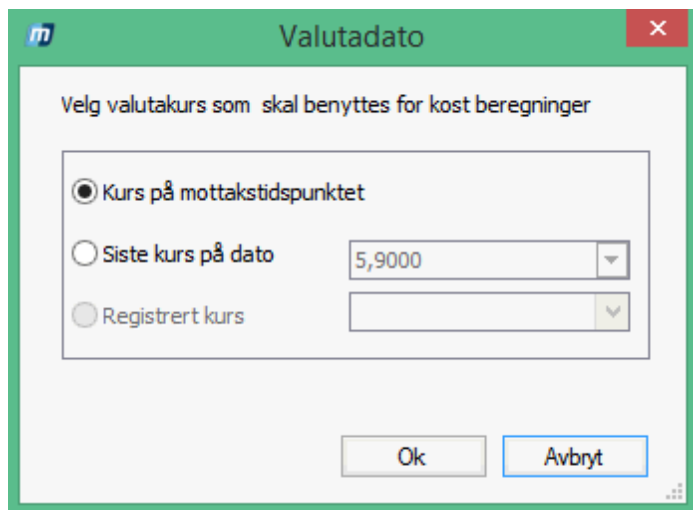 m
Valutadato
Velg valutakurs som skal benyttes for kost beregninger
Kurs på mottakstidspunktet
Siste kurs på dato 5,9000
Registrert kurs
Ok Avbryt